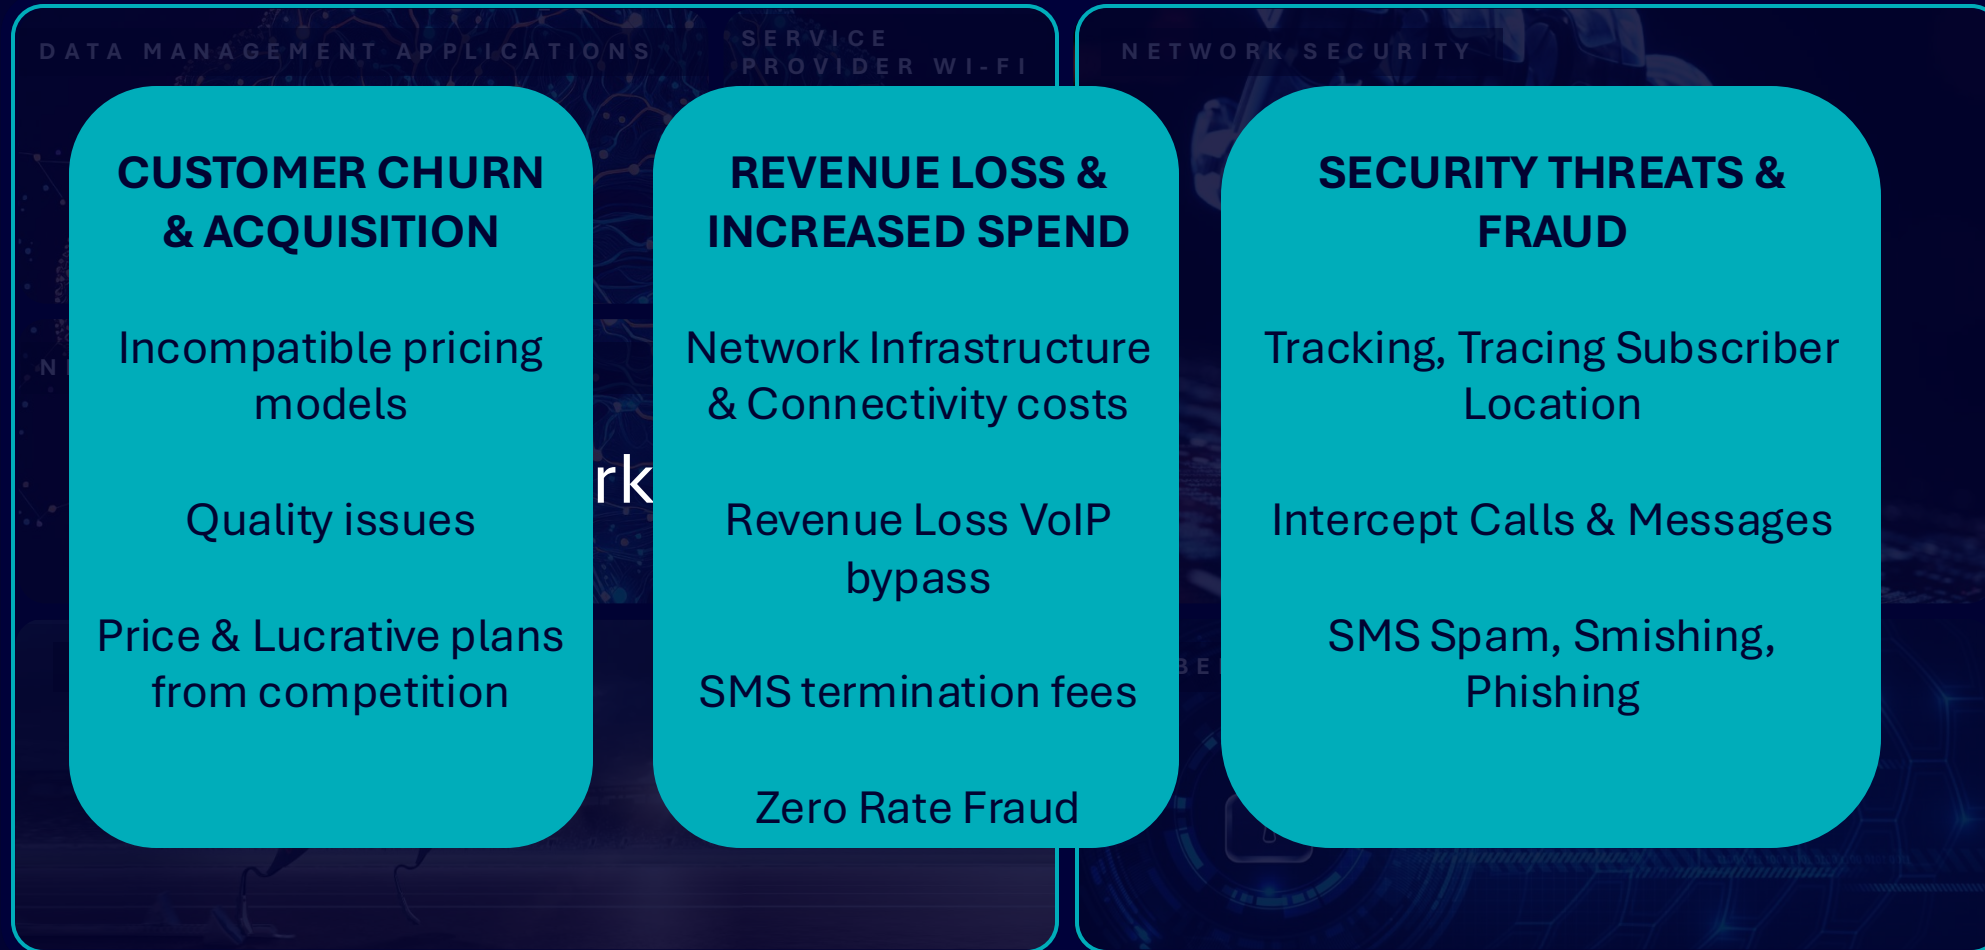 DATA MANAGEMENT APPLICATIONS
SERVICE
PROVIDER WI-FI
NETWORK SECURITY
CUSTOMER CHURN
& ACQUISITION
Incompatible pricing
models
Quality issues
Price & Lucrative plans
from competition
rk
REVENUE LOSS &
INCREASED SPEND
Network Infrastructure
& Connectivity costs
Revenue Loss VoIP
bypass
SMS termination fees
Zero Rate Fraud
SECURITY THREATS &
FRAUD
Tracking, Tracing Subscriber
Location
Intercept Calls & Messages
SMS Spam, Smishing,
Phishing